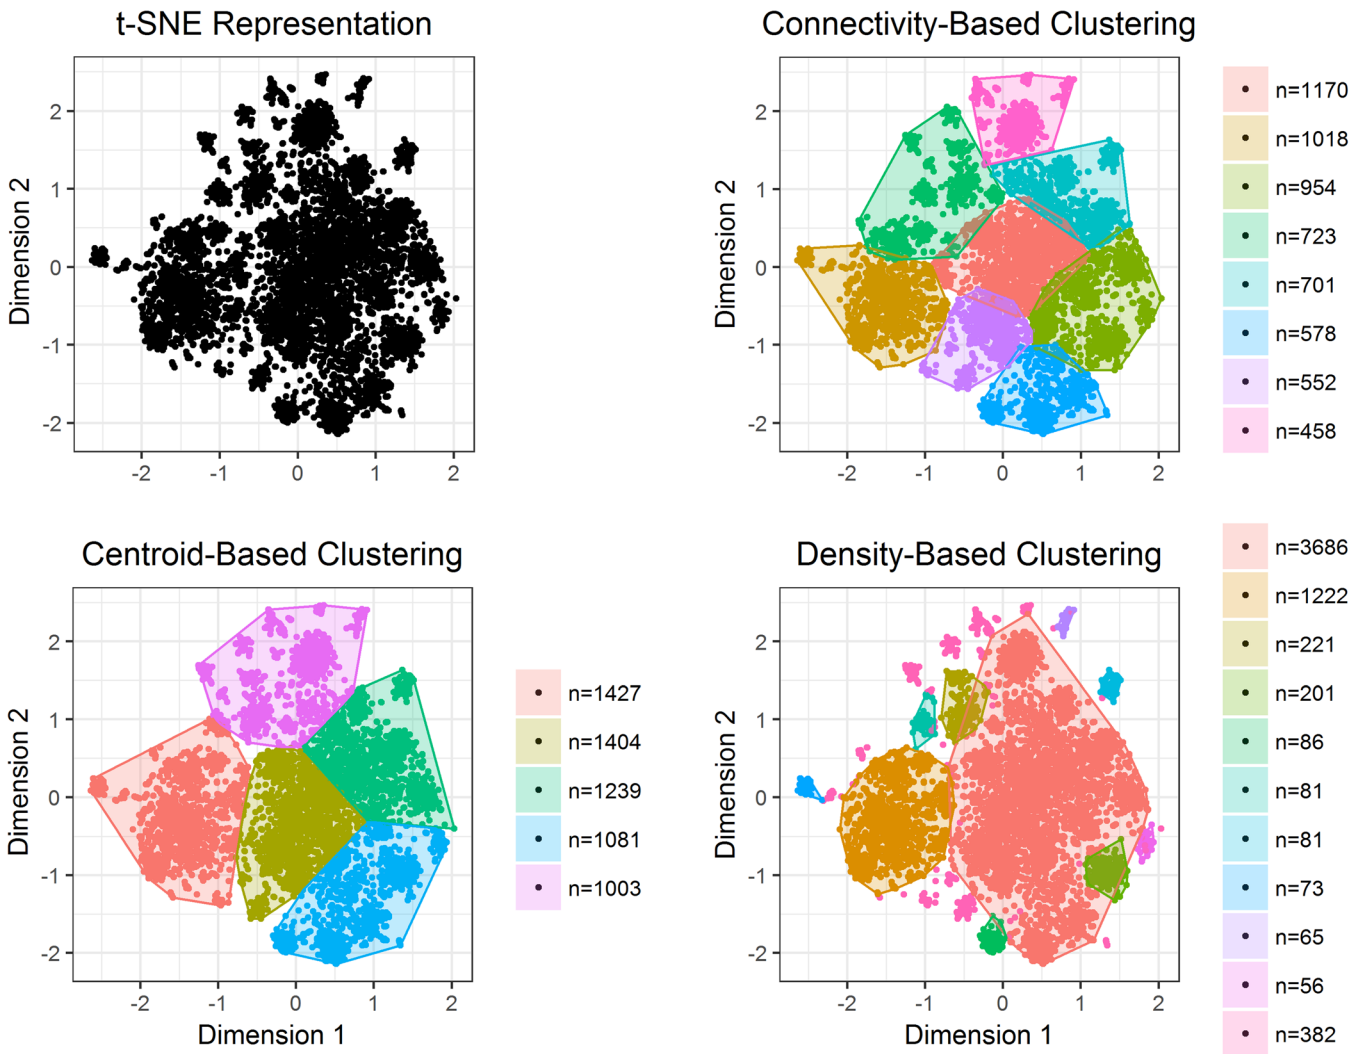 t-SNE Representation
Dimension 2
2
1
0
-1
-2
-2 -1 0 1 2
Connectivity-Based Clustering
Dimension 2
2
1
0
-1
-2
-2 -1 0 1 2
n=1170
n=1018
n=954
n=723
n=701
n=578
n=552
n=458
Centroid-Based Clustering
Dimension 2
2
1
0
-1
-2
-2 -1 0 1 2
Dimension 1
n=1427
n=1404
n=1239
n=1081
n=1003
Density-Based Clustering
Dimension 2
2
1
0
-1
-2
-2 -1 0 1 2
Dimension 1
n=3686
n=1222
n=221
n=201
n=86
n=81
n=81
n=73
n=65
n=56
n=382